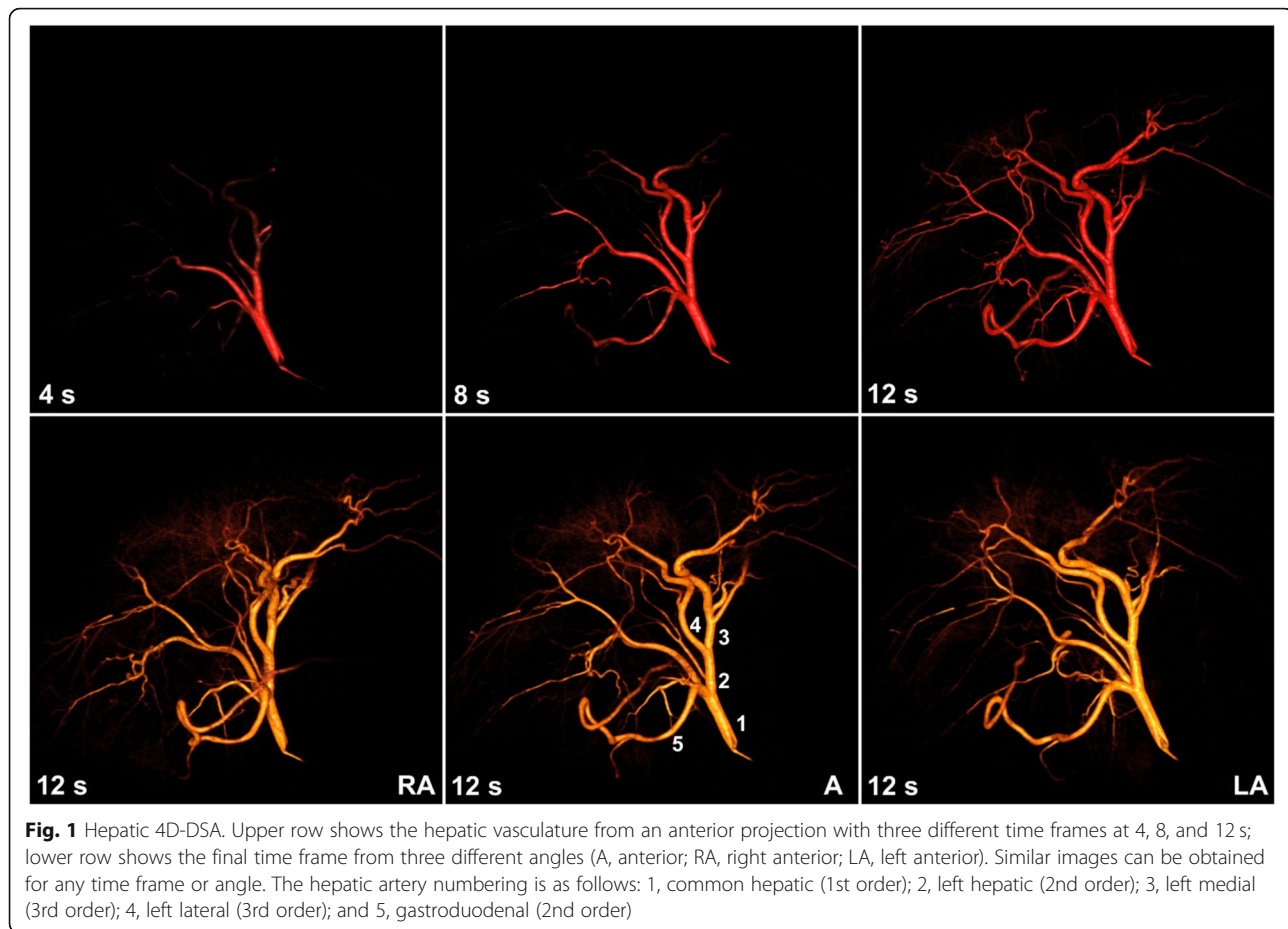 4 s
8 s
12 s
12 s
RA
4
3
2
1
5
12 s
A
12 s
LA
Fig. 1 Hepatic 4D-DSA. Upper row shows the hepatic vasculature from an anterior projection with three different time frames at 4, 8, and 12 s;
lower row shows the final time frame from three different angles (A, anterior; RA, right anterior; LA, left anterior). Similar images can be obtained
for any time frame or angle. The hepatic artery numbering is as follows: 1, common hepatic (1st order); 2, left hepatic (2nd order); 3, left medial
(3rd order); 4, left lateral (3rd order); and 5, gastroduodenal (2nd order)